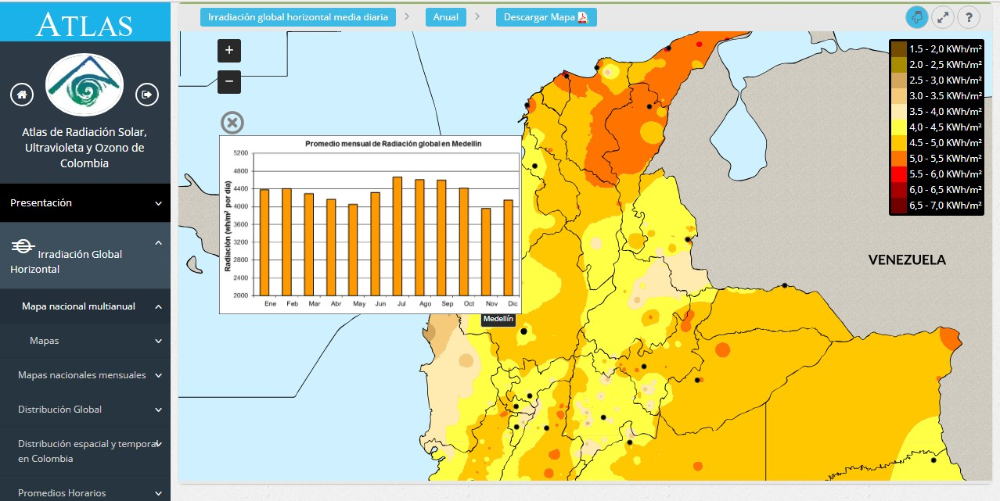 ATLAS
Atlas de Radiación Solar,
Ultravioleta y Ozono de
Colombia
Presentación
Irradiación Global
Horizontal
Mapa nacional multianual
Mapas
Mapas nacionales mensuales
Distribución Global
Distribución espacial y temporal
en Colombia
Promedios Horarios
Irradiación global horizontal media diaria
Anual
Descargar Mapa
?
+
−
Promedio mensual de Radiación global en Medellín
Radiación (wh/m² por día)
5200
4800
4400
4000
3600
3200
2800
2400
2000
Ene Feb Mar Abr May Jun Jul Ago Sep Oct Nov Dic
Medellín
VENEZUELA
1.5 - 2,0 KWh/m²
2.0 - 2,5 KWh/m²
2.5 - 3,0 KWh/m²
3.0 - 3.5 KWh/m²
3.5 - 4,0 KWh/m²
4,0 - 4,5 KWh/m²
4.5 - 5,0 KWh/m²
5,0 - 5,5 KWh/m²
5.5 - 6,0 KWh/m²
6,0 - 6,5 KWh/m²
6,5 - 7,0 KWh/m²